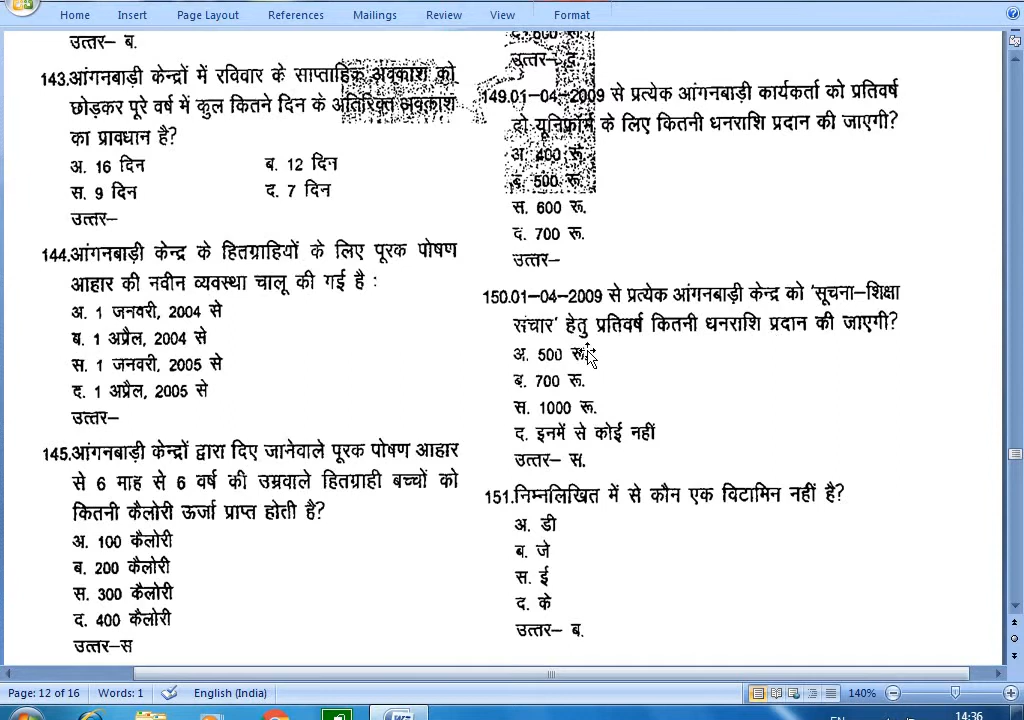 Home Insert Page Layout References Mailings Review View Format
उत्तर– ब.
143.आंगनबाड़ी केन्द्रों में रविवार के साप्ताहिक अवकाश को
छोड़कर पूरे वर्ष में कुल कितने दिन के अतिरिक्त अवकाश
का प्रावधान है?
अ. 16 दिन ब. 12 दिन
स. 9 दिन द. 7 दिन
उत्तर–
144.आंगनबाड़ी केन्द्र के हितग्राहियों के लिए पूरक पोषण
आहार की नवीन व्यवस्था चालू की गई है :
अ. 1 जनवरी, 2004 से
ब. 1 अप्रैल, 2004 से
स. 1 जनवरी, 2005 से
द. 1 अप्रैल, 2005 से
उत्तर–
145.आंगनबाड़ी केन्द्रों द्वारा दिए जानेवाले पूरक पोषण आहार
से 6 माह से 6 वर्ष की उम्रवाले हितग्राही बच्चों को
कितनी कैलोरी ऊर्जा प्राप्त होती है?
अ. 100 कैलोरी
ब. 200 कैलोरी
स. 300 कैलोरी
द. 400 कैलोरी
उत्तर–स
द. 600 रू.
उत्तर– द.
149.01–04–2009 से प्रत्येक आंगनबाड़ी कार्यकर्ता को प्रतिवर्ष
दो यूनिफॉर्म के लिए कितनी धनराशि प्रदान की जाएगी?
अ. 400 रू.
ब. 500 रू.
स. 600 रू.
द. 700 रू.
उत्तर–
150.01–04–2009 से प्रत्येक आंगनबाड़ी केन्द्र को 'सूचना–शिक्षा
संचार' हेतु प्रतिवर्ष कितनी धनराशि प्रदान की जाएगी?
अ. 500 रू.
ब. 700 रू.
स. 1000 रू.
द. इनमें से कोई नहीं
उत्तर– स.
151.निम्नलिखित में से कौन एक विटामिन नहीं है?
अ. डी
ब. जे
स. ई
द. के
उत्तर– ब.
Page: 12 of 16 Words: 1 English (India) 140%
14:36